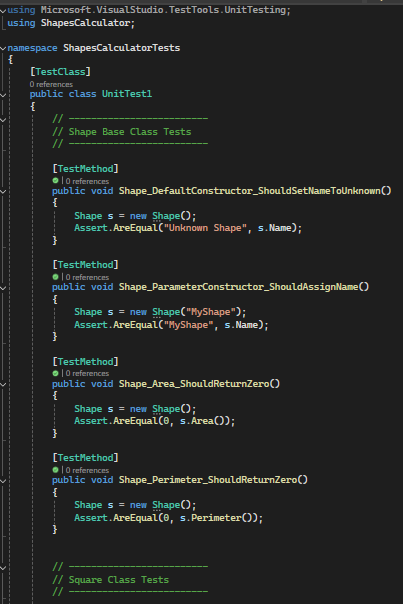 using Microsoft.VisualStudio.TestTools.UnitTesting;
using ShapesCalculator;
namespace ShapesCalculatorTests
{
[TestClass]
0 references
public class UnitTest1
{
// -------------------------
// Shape Base Class Tests
// -------------------------
[TestMethod]
0 references
public void Shape_DefaultConstructor_ShouldSetNameToUnknown()
{
Shape s = new Shape();
Assert.AreEqual("Unknown Shape", s.Name);
}
[TestMethod]
0 references
public void Shape_ParameterConstructor_ShouldAssignName()
{
Shape s = new Shape("MyShape");
Assert.AreEqual("MyShape", s.Name);
}
[TestMethod]
0 references
public void Shape_Area_ShouldReturnZero()
{
Shape s = new Shape();
Assert.AreEqual(0, s.Area());
}
[TestMethod]
0 references
public void Shape_Perimeter_ShouldReturnZero()
{
Shape s = new Shape();
Assert.AreEqual(0, s.Perimeter());
}
// -------------------------
// Square Class Tests
// -------------------------